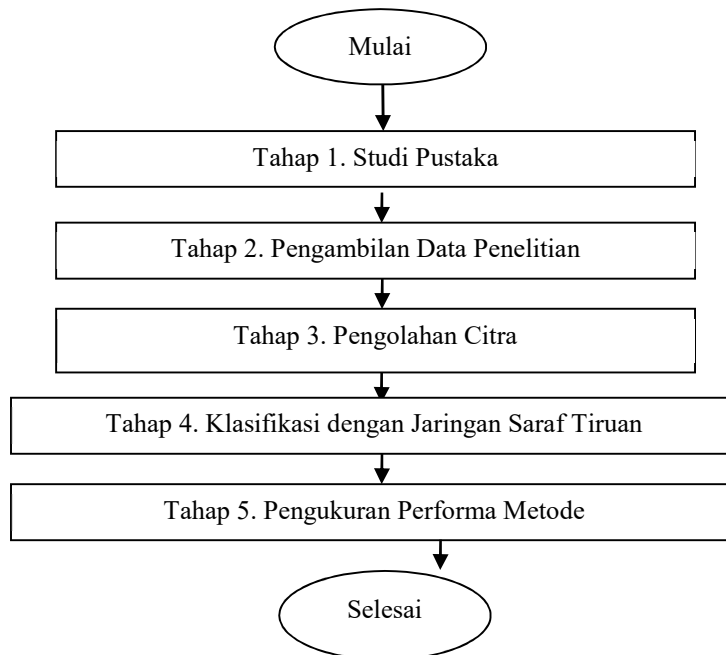 Mulai
Tahap 1. Studi Pustaka
Tahap 2. Pengambilan Data Penelitian
Tahap 3. Pengolahan Citra
Tahap 4. Klasifikasi dengan Jaringan Saraf Tiruan
Tahap 5. Pengukuran Performa Metode
Selesai